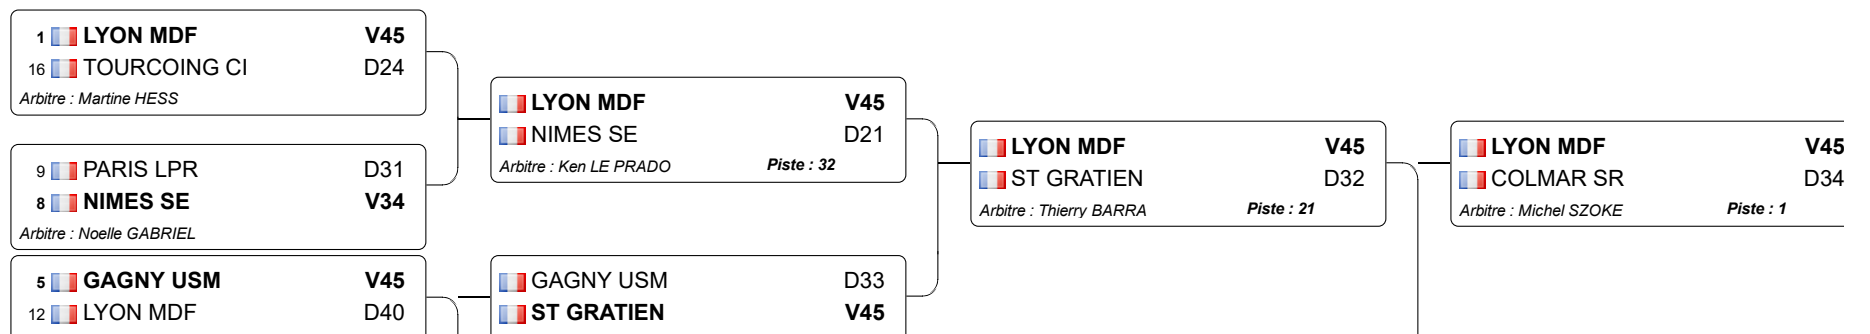 1 LYON MDF V45
16 TOURCOING CI D24
Arbitre : Martine HESS
9 PARIS LPR D31
8 NIMES SE V34
Arbitre : Noelle GABRIEL
5 GAGNY USM V45
12 LYON MDF D40
LYON MDF V45
NIMES SE D21
Arbitre : Ken LE PRADO Piste : 32
GAGNY USM D33
ST GRATIEN V45
LYON MDF V45
ST GRATIEN D32
Arbitre : Thierry BARRA Piste : 21
LYON MDF V45
COLMAR SR D34
Arbitre : Michel SZOKE Piste : 1